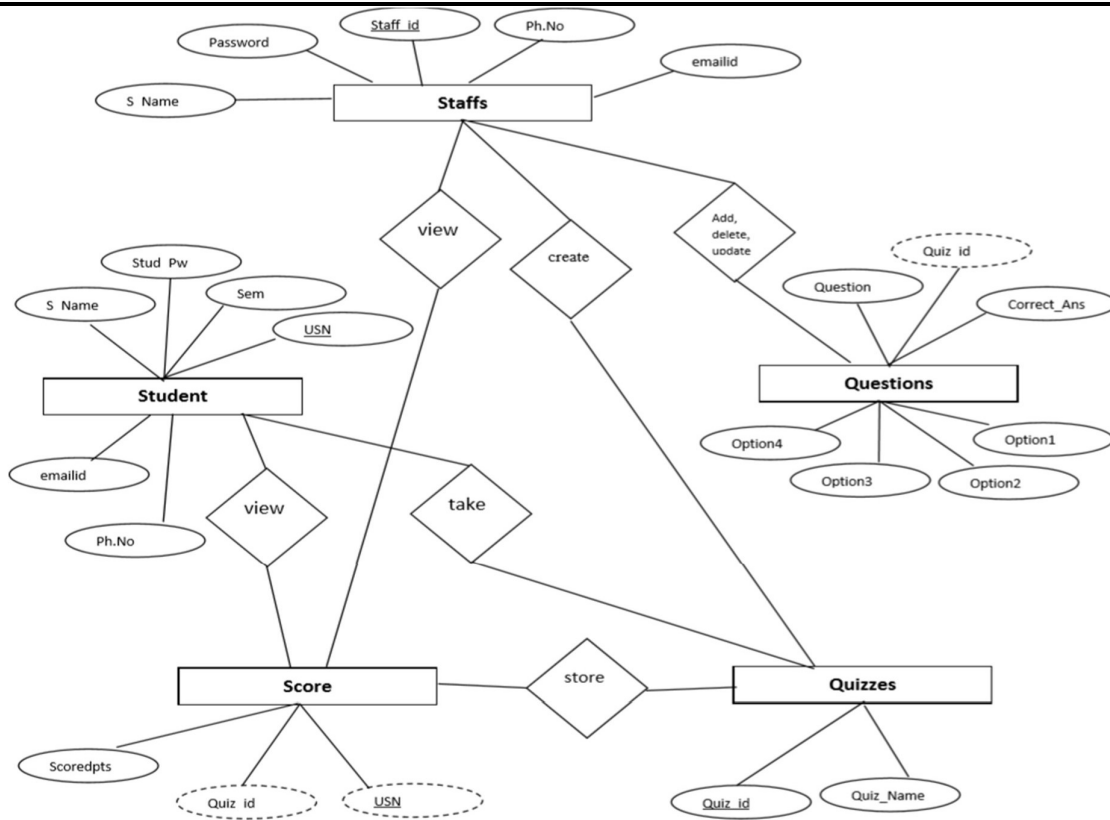 Staff_id
Ph.No
Password
emailid
S_Name
Staffs
view
create
Add,
delete,
update
Quiz_id
Stud_Pw
Question
Sem
S_Name
Correct_Ans
USN
Student
Questions
Option4
Option1
emailid
Option3
Option2
view
take
Ph.No
Score
store
Quizzes
Scoredpts
Quiz_id
USN
Quiz_id
Quiz_Name